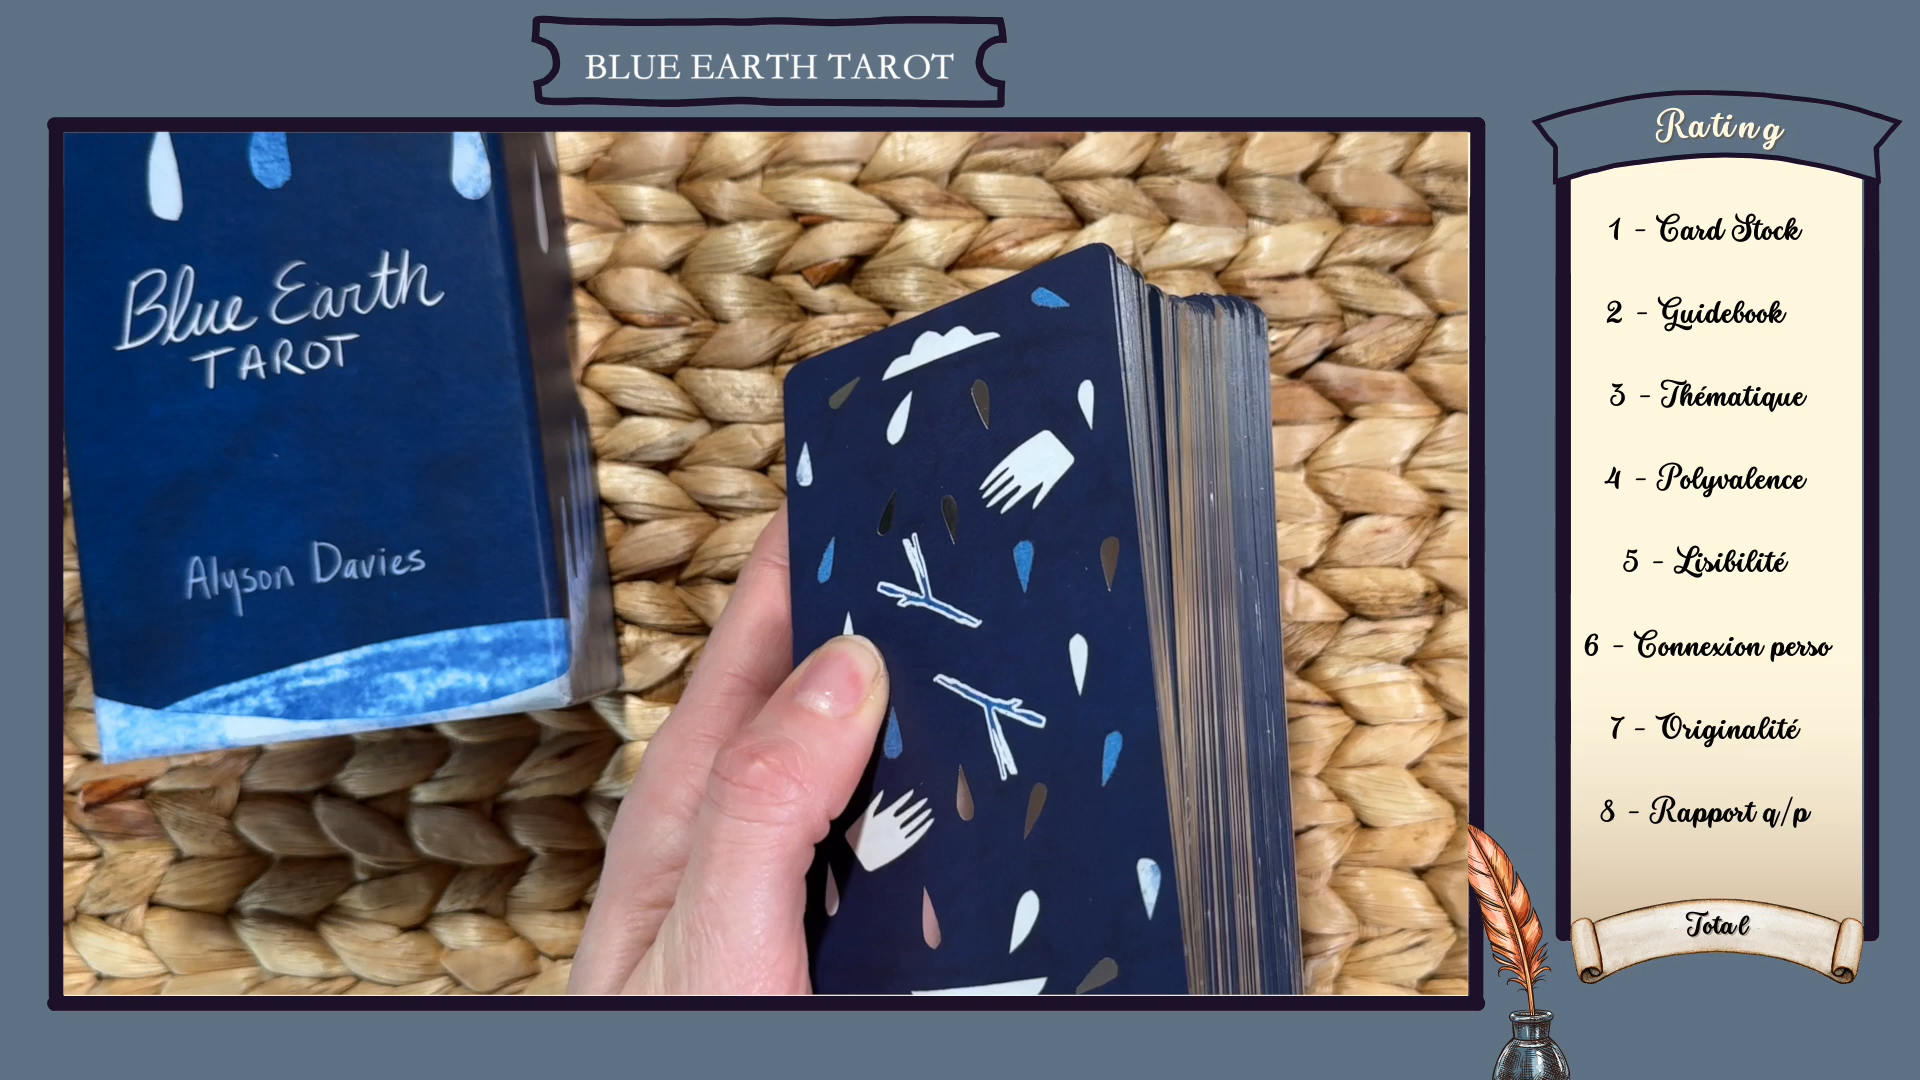 BLUE EARTH TAROT
Blue Earth
TAROT
Alyson Davies
Rating
1 - Card Stock
2 - Guidebook
3 - Thématique
4 - Polyvalence
5 - Lisibilité
6 - Connexion perso
7 - Originalité
8 - Rapport q/p
Total